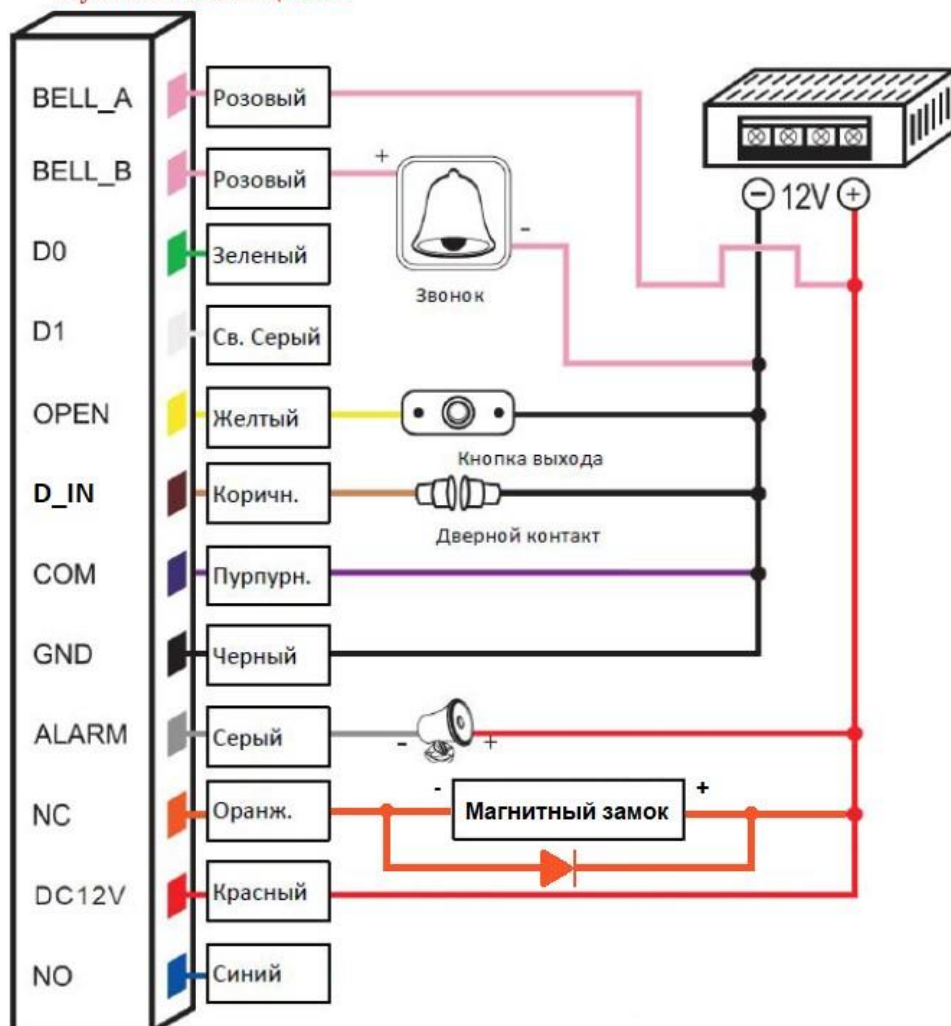 BELL_A
Розовый
BELL_B
Розовый
+
-
Звонок
- 12V +
D0
Зеленый
D1
Св. Серый
OPEN
Желтый
Кнопка выхода
D_IN
Коричн.
Дверной контакт
COM
Пурпурн.
GND
Черный
ALARM
Серый
- +
NC
Оранж.
- Магнитный замок +
DC12V
Красный
NO
Синий